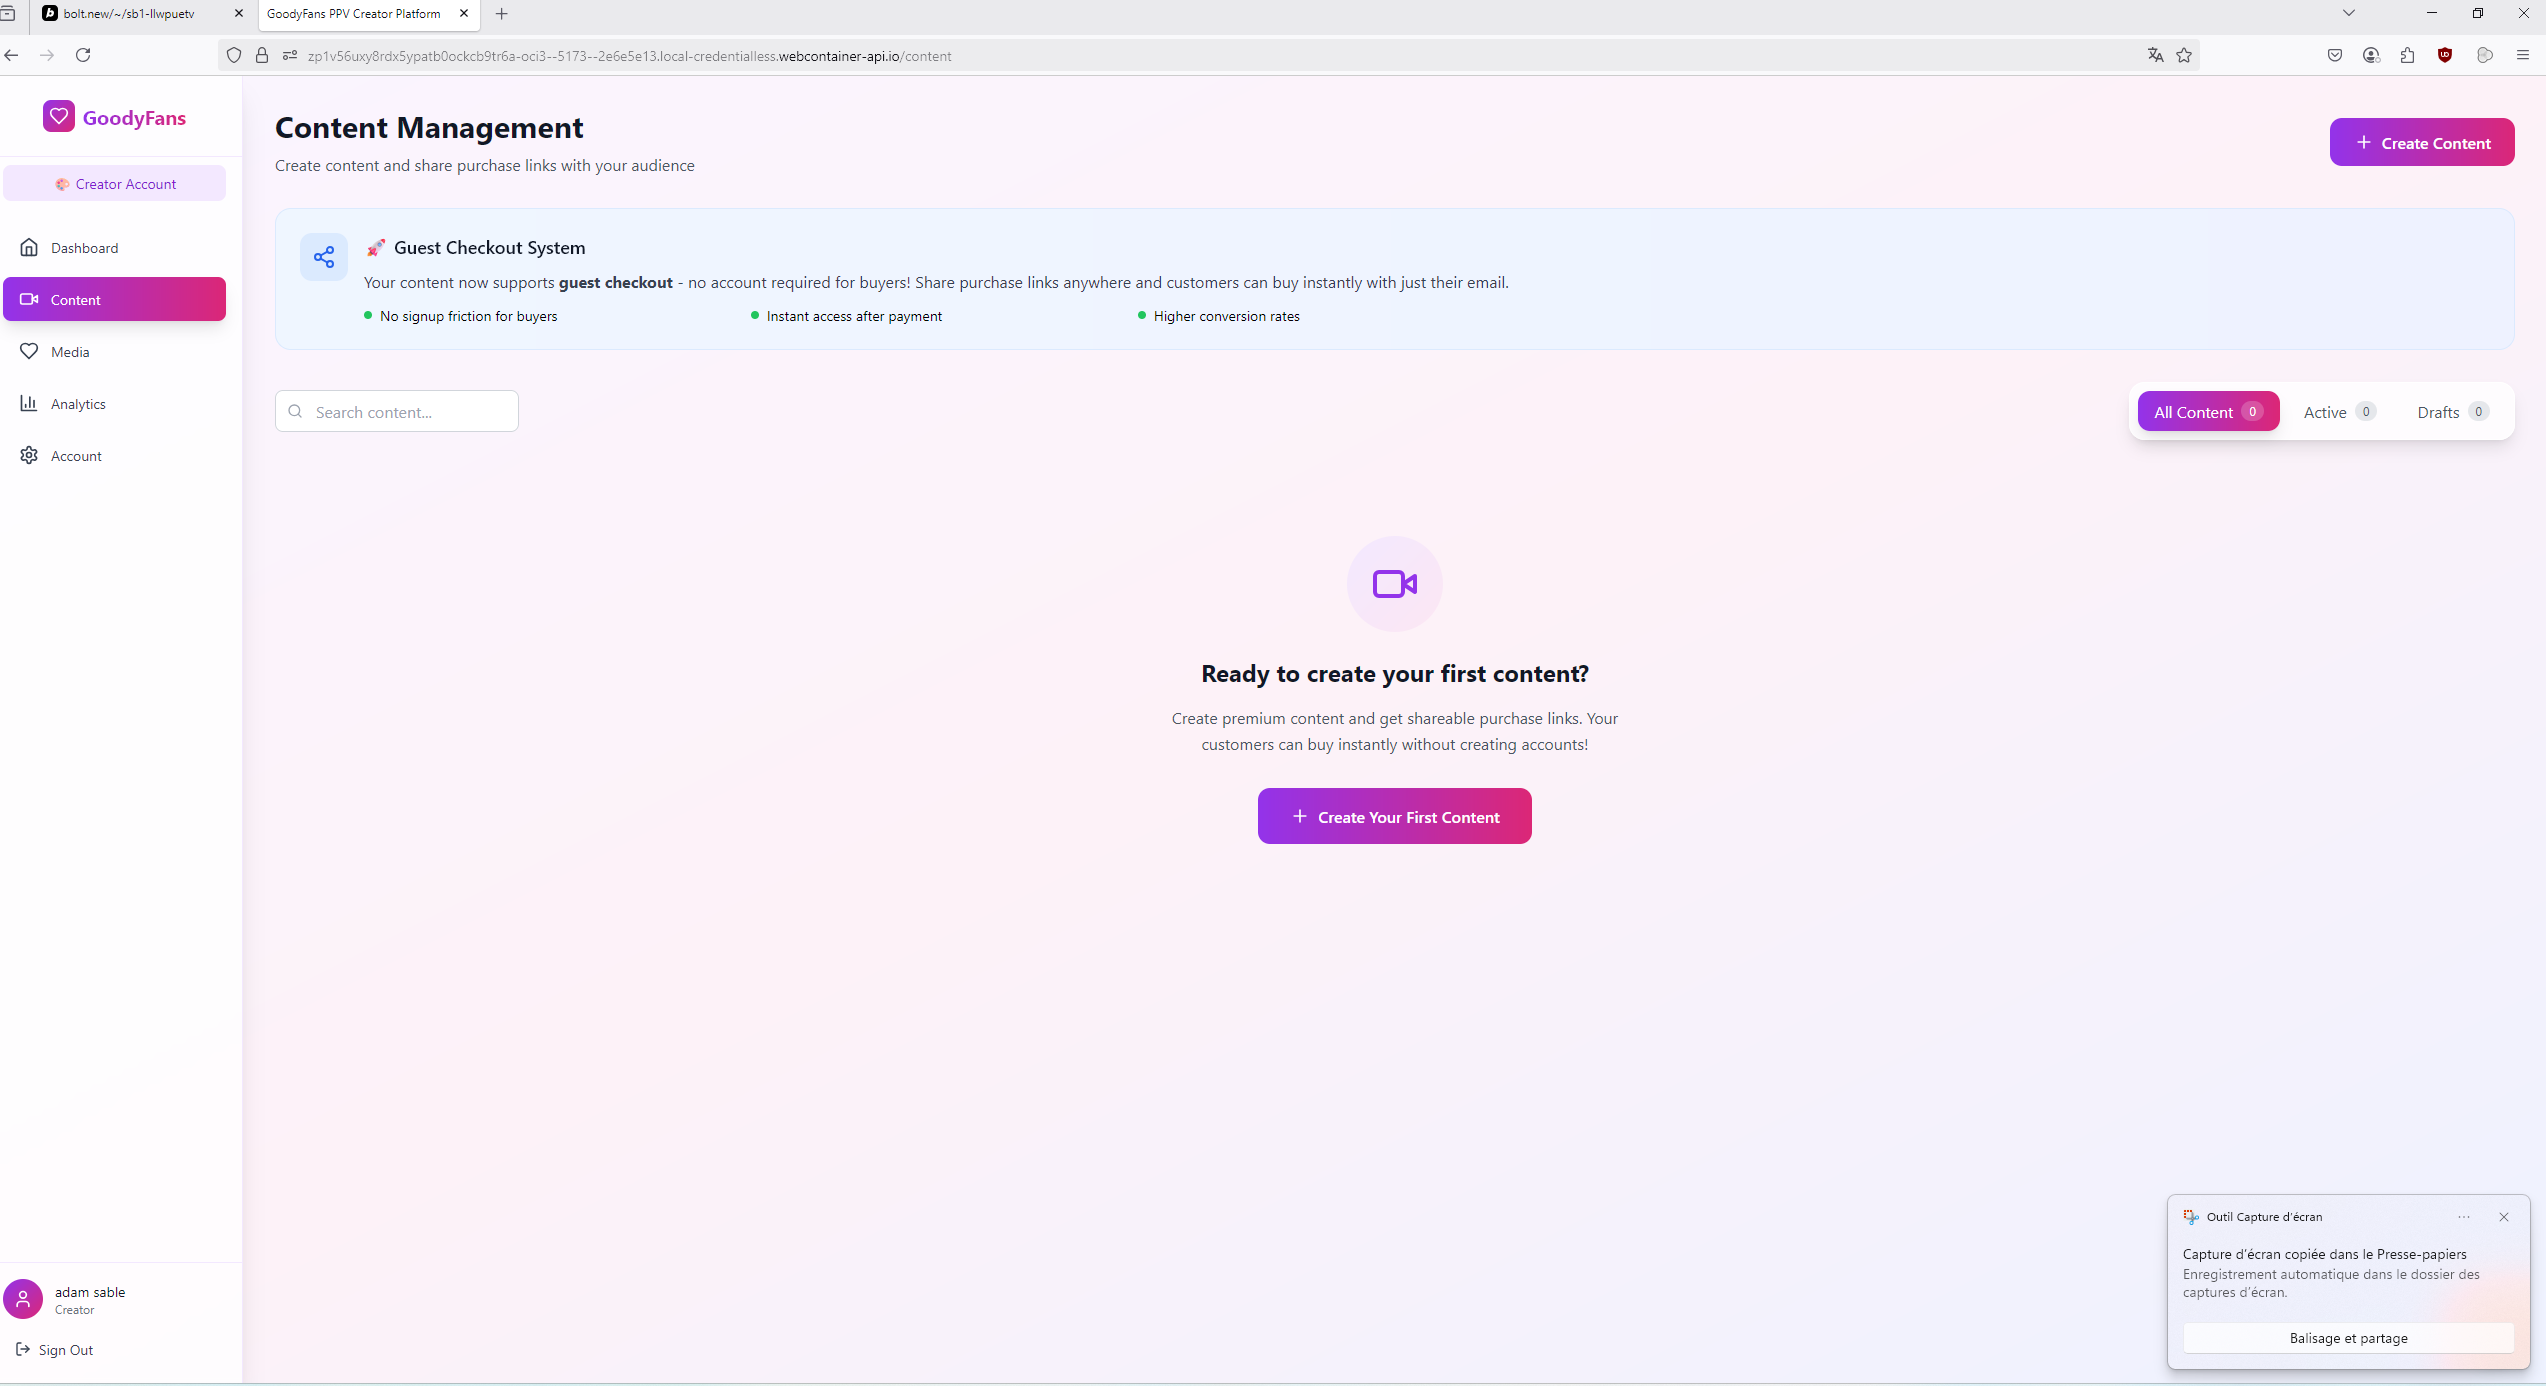 bolt.new/~/sb1-llwpuetv
GoodyFans PPV Creator Platform
zp1v56uxy8rdx5ypatb0ockcb9tr6a-oci3--5173--2e6e5e13.local-credentialless.webcontainer-api.io/content
GoodyFans
Creator Account
Dashboard
Content
Media
Analytics
Account
adam sable
Creator
Sign Out
Content Management
Create content and share purchase links with your audience
Create Content
Guest Checkout System
Your content now supports guest checkout - no account required for buyers! Share purchase links anywhere and customers can buy instantly with just their email.
No signup friction for buyers
Instant access after payment
Higher conversion rates
Search content...
All Content 0
Active 0
Drafts 0
Ready to create your first content?
Create premium content and get shareable purchase links. Your
customers can buy instantly without creating accounts!
Create Your First Content
Outil Capture d'écran
Capture d'écran copiée dans le Presse-papiers
Enregistrement automatique dans le dossier des
captures d'écran.
Balisage et partage